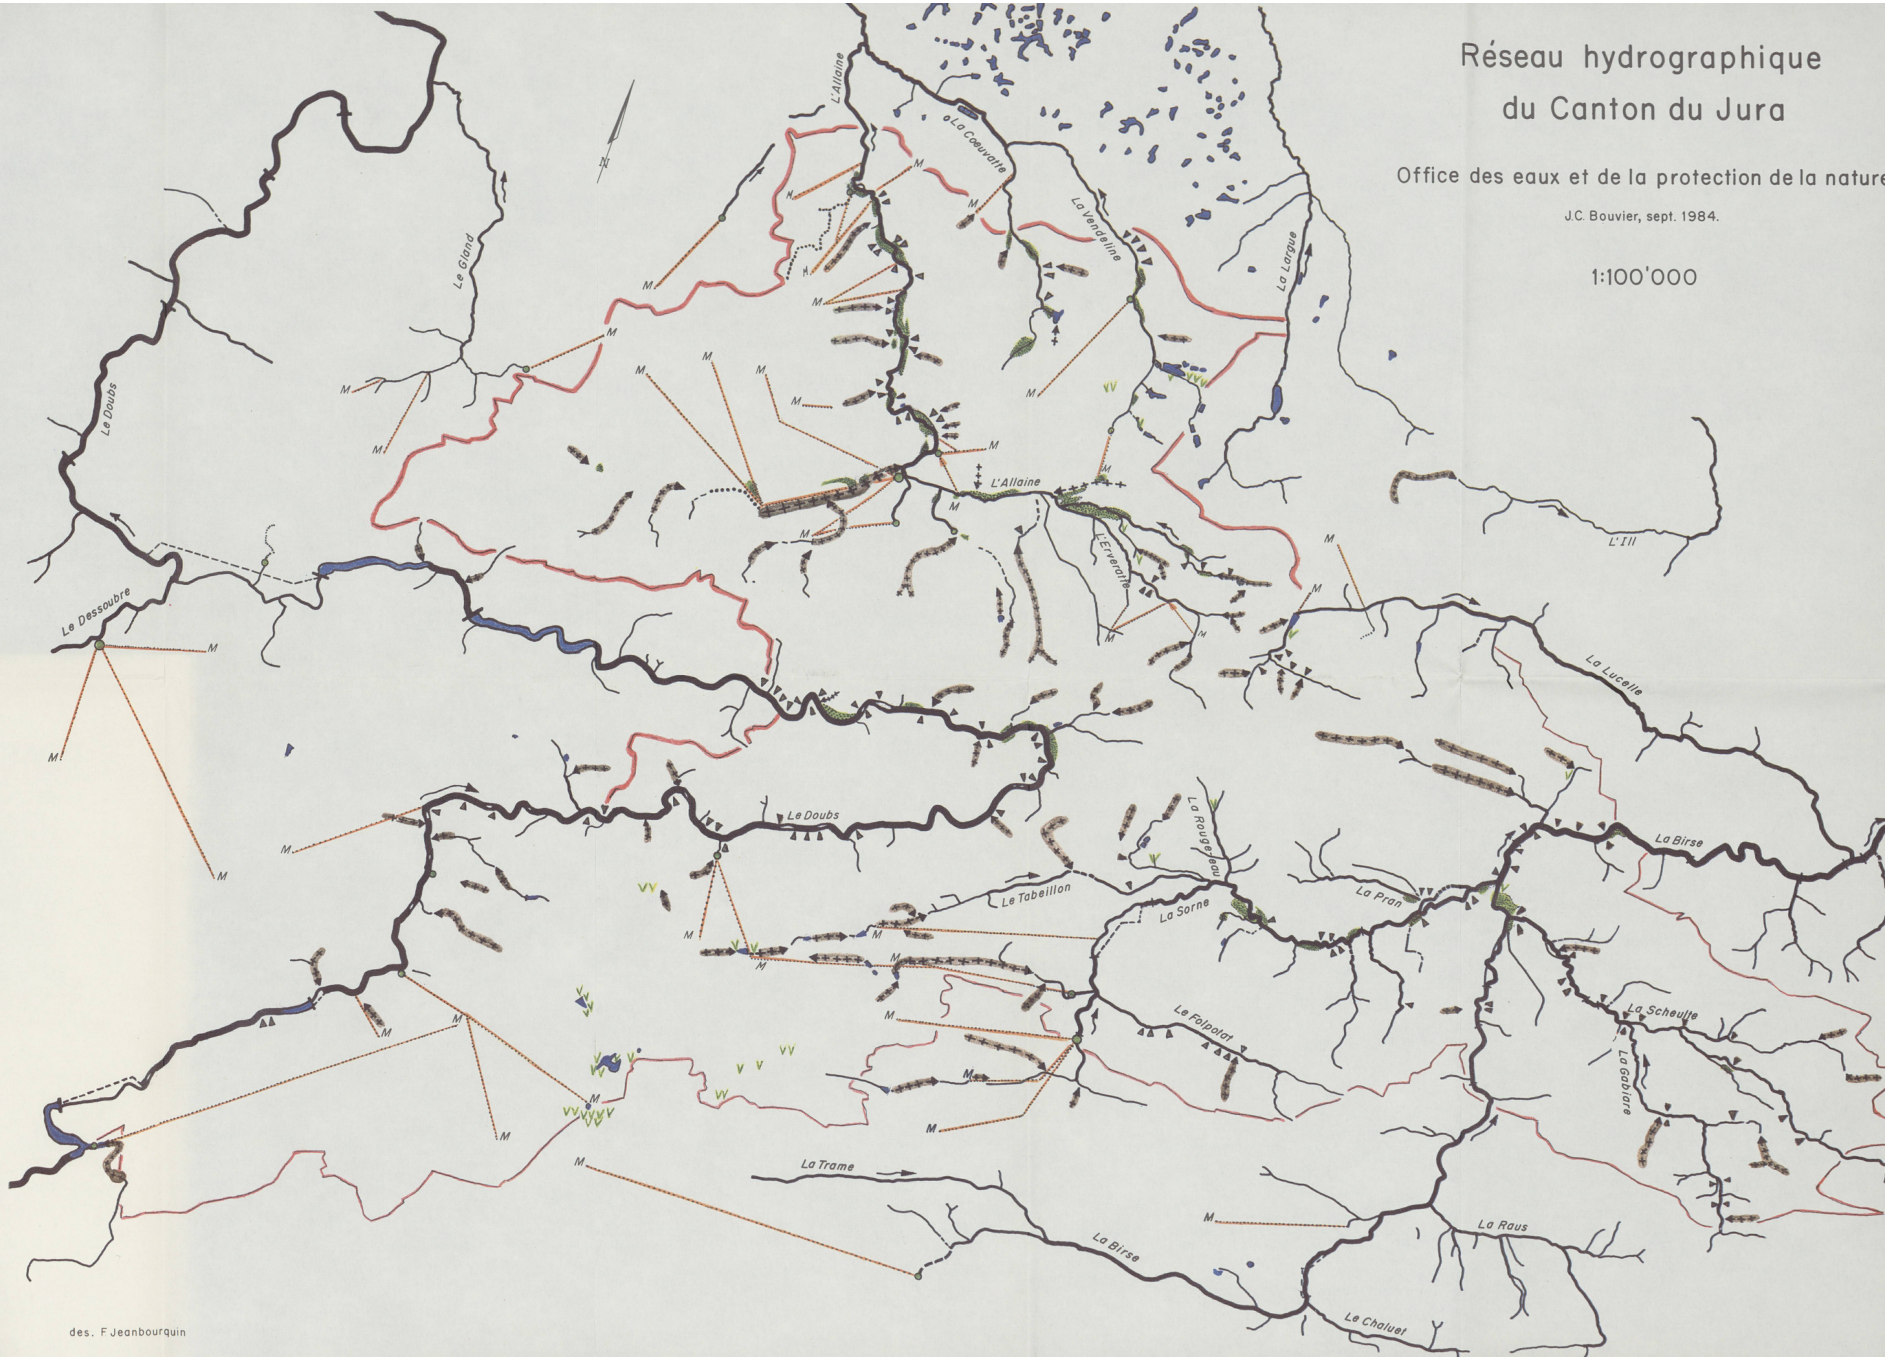 Réseau hydrographique
du Canton du Jura
Office des eaux et de la protection de la nature
J.C. Bouvier, sept. 1984.
1:100'000
L'Allaine
La Coeuvatte
La Vendeline
La Largue
Le Gland
N
M
M
M
M
M
M
M
M
M
M
Le Doubs
M
M
M
M
M
M
M
M
L'Allaine
M
M
M
L'Ill
L'Erveratte
M
M
M
M
Le Dessoubre
M
La Lucelle
M
Le Doubs
La Rougeeau
La Birse
M
M
Le Tabeillon
La Sorne
La Pran
M
M
M
M
M
M
M
Le Folpotat
La Scheulte
La Gabiare
M
M
M
M
M
La Trame
M
La Birse
La Raus
Le Chaluet
des. F Jeanbourquin